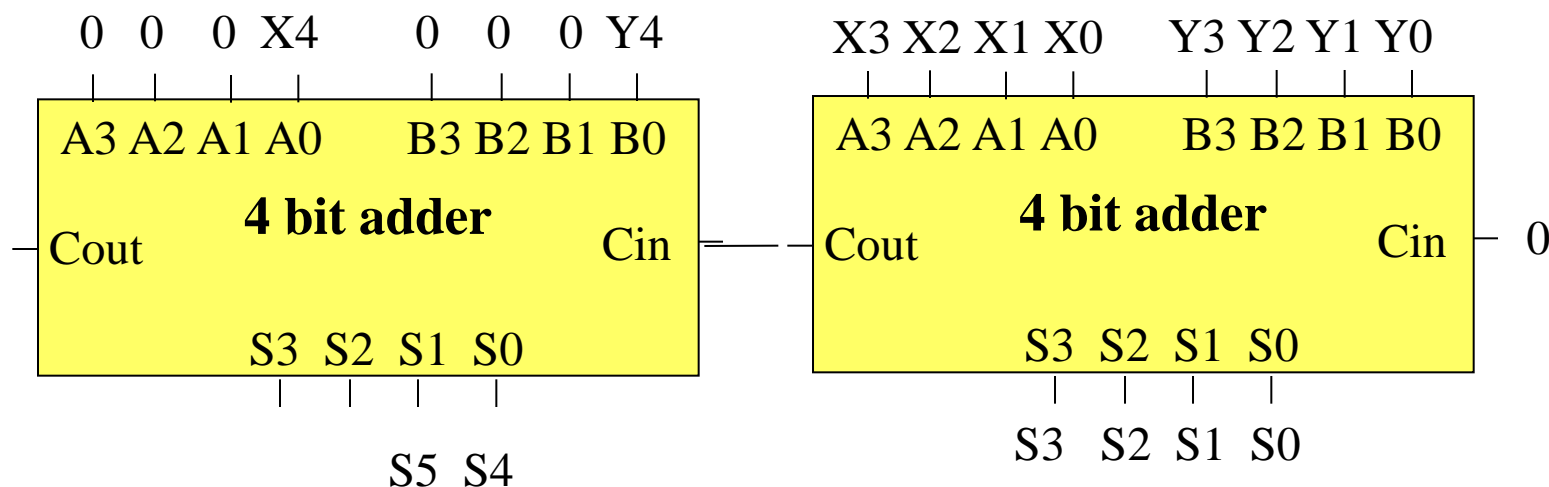 0 0 0 X4 0 0 0 Y4
A3 A2 A1 A0 B3 B2 B1 B0
4 bit adder
Cout Cin
S3 S2 S1 S0
S5 S4
X3 X2 X1 X0 Y3 Y2 Y1 Y0
A3 A2 A1 A0 B3 B2 B1 B0
4 bit adder
Cout Cin 0
S3 S2 S1 S0
S3 S2 S1 S0